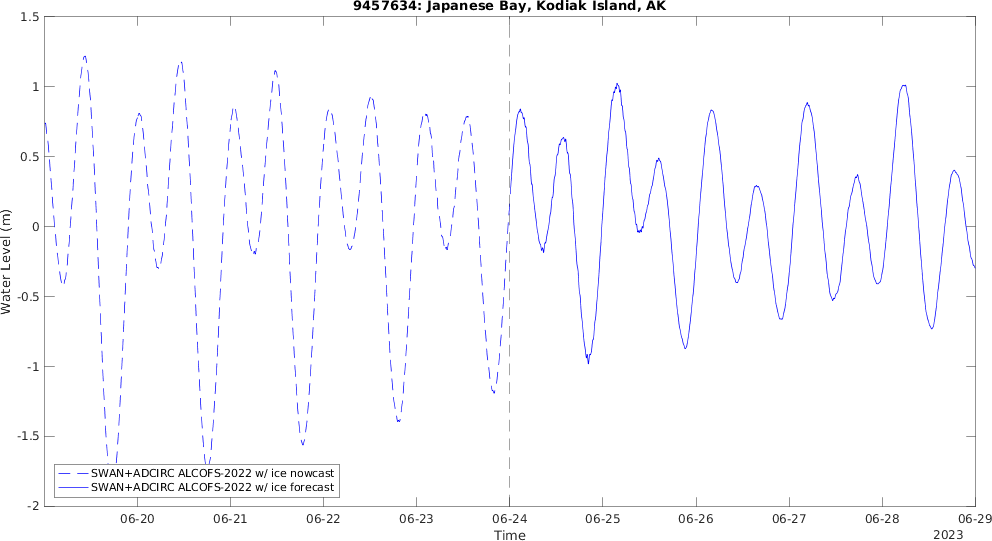 9457634: Japanese Bay, Kodiak Island, AK
1.5
1
0.5
0
-0.5
-1
-1.5
-2
Water Level (m)
SWAN+ADCIRC ALCOFS-2022 w/ ice nowcast
SWAN+ADCIRC ALCOFS-2022 w/ ice forecast
06-20 06-21 06-22 06-23 06-24 06-25 06-26 06-27 06-28 06-29
Time
2023